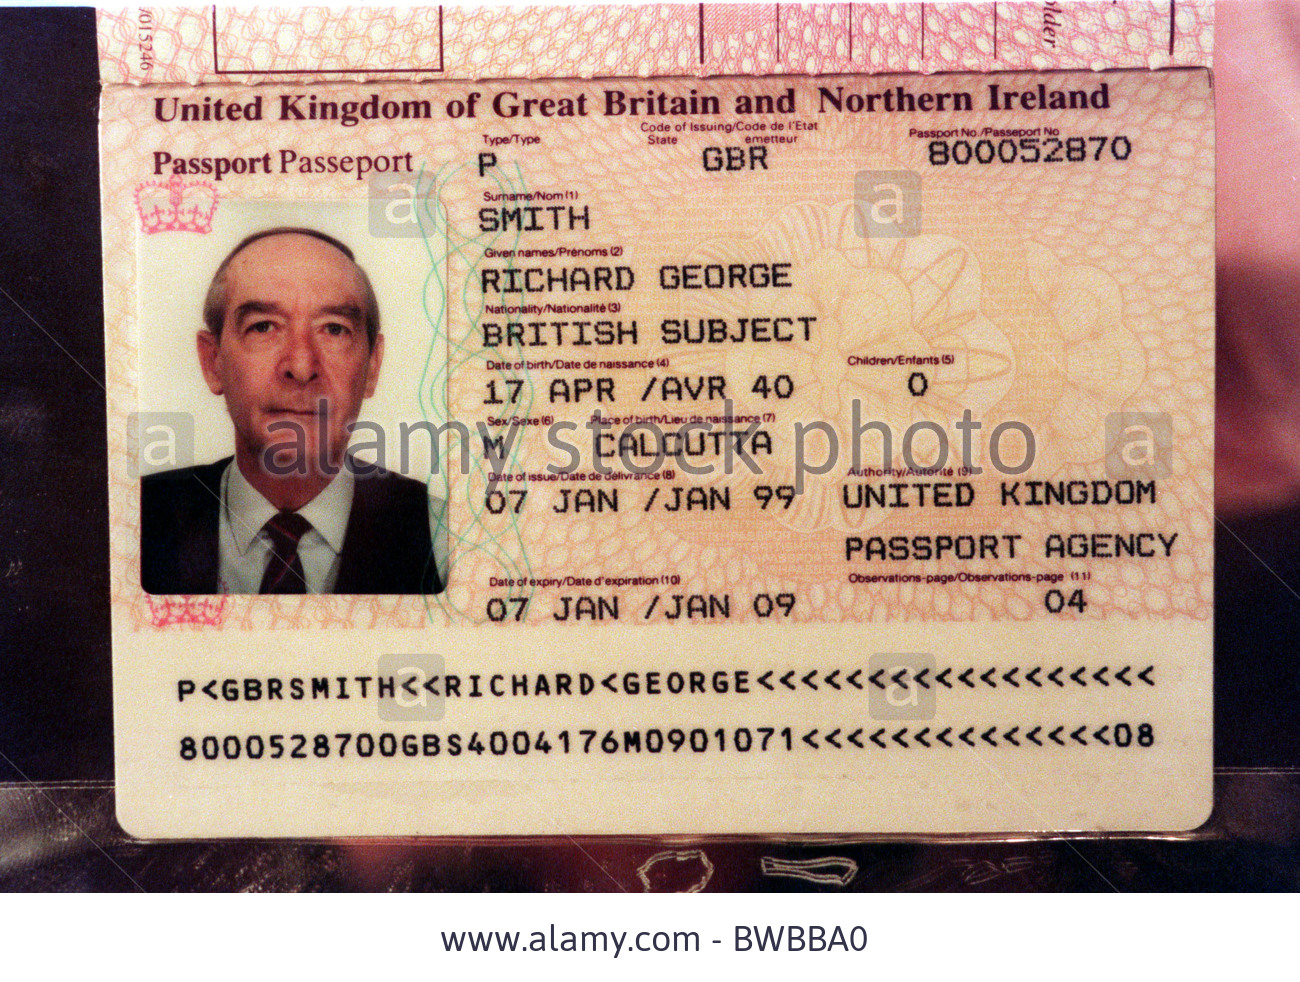 015246
older
United Kingdom of Great Britain and Northern Ireland
Passport Passeport
Type/Type
P
Code of Issuing/Code de l'Etat
State emetteur
GBR
Passport No./Passeport No
800052870
Surname/Nom (1)
SMITH
Given names/Prénoms (2)
RICHARD GEORGE
Nationality/Nationalité (3)
BRITISH SUBJECT
Date of birth/Date de naissance (4)
17 APR /AVR 40
Children/Enfants (5)
0
Sex/Sexe (6)
M
Place of birth/Lieu de naissance (7)
CALCUTTA
Date of issue/Date de délivrance (8)
07 JAN /JAN 99
Authority/Autorité (9)
UNITED KINGDOM
PASSPORT AGENCY
Date of expiry/Date d'expiration (10)
07 JAN /JAN 09
Observations-page/Observations-page (11)
04
P<GBRSMITH<<RICHARD<GEORGE<<<<<<<<<<<<<<<<<<
8000528700GBS4004176M0901071<<<<<<<<<<<<<<08
a
a
a
alamy stock photo
a
a
a
www.alamy.com - BWBBA0